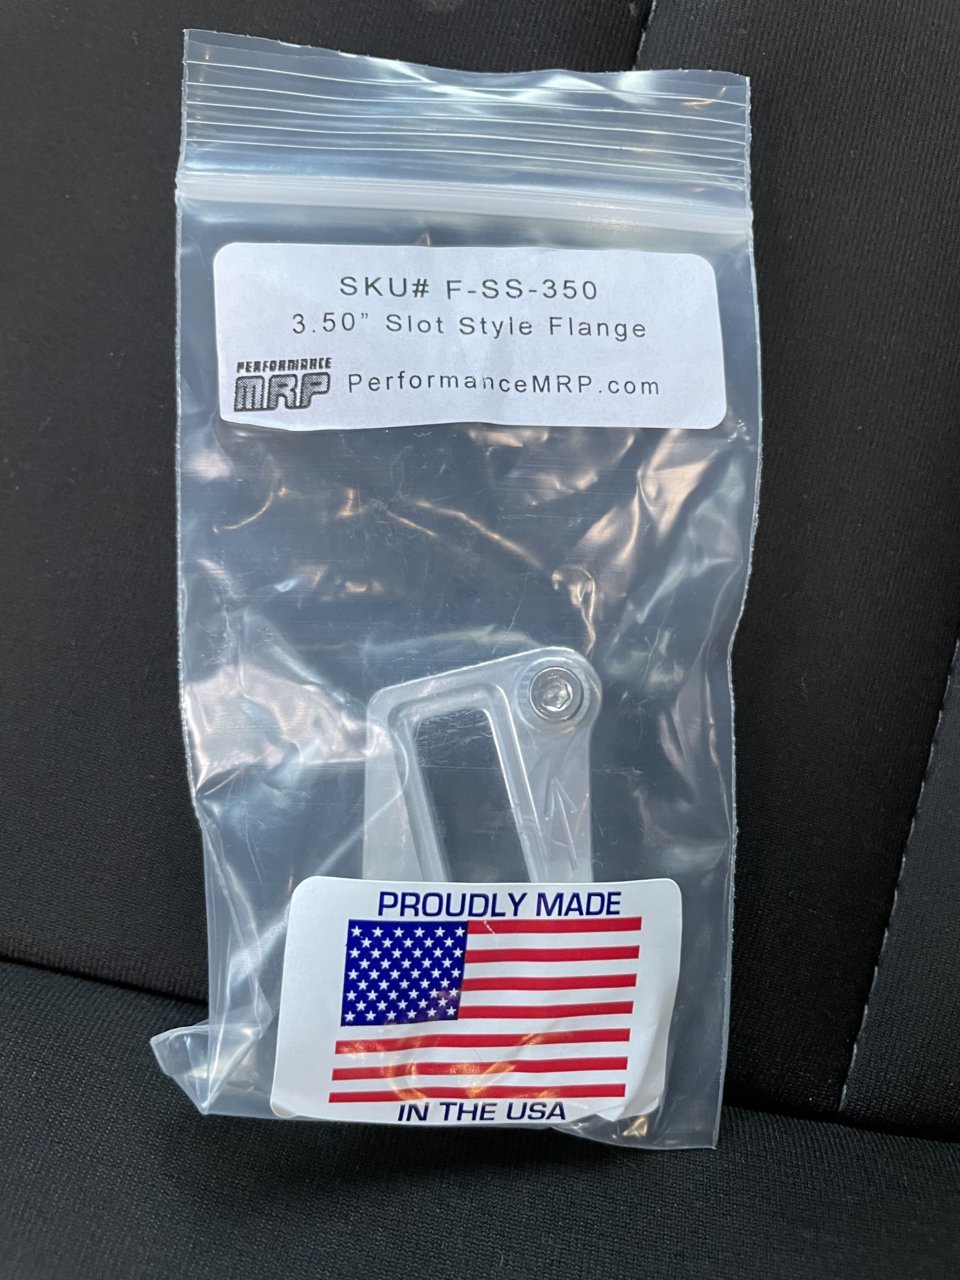 SKU# F-SS-350
3.50” Slot Style Flange
PERFORMANCE
MRP
PerformanceMRP.com
PROUDLY MADE
IN THE USA